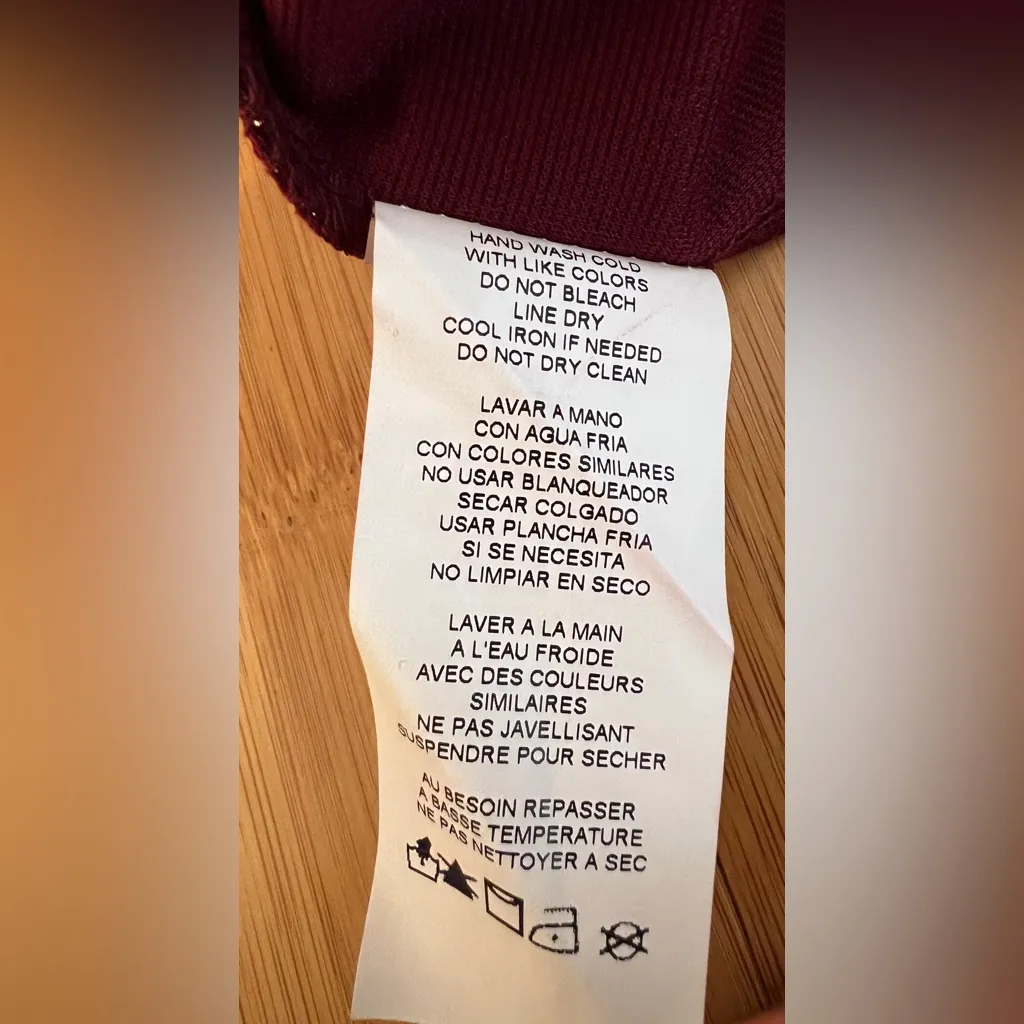 HAND WASH COLD
WITH LIKE COLORS
DO NOT BLEACH
LINE DRY
COOL IRON IF NEEDED
DO NOT DRY CLEAN
LAVAR A MANO
CON AGUA FRIA
CON COLORES SIMILARES
NO USAR BLANQUEADOR
SECAR COLGADO
USAR PLANCHA FRIA
SI SE NECESITA
NO LIMPIAR EN SECO
LAVER A LA MAIN
A L'EAU FROIDE
AVEC DES COULEURS
SIMILAIRES
NE PAS JAVELLISANT
SUSPENDRE POUR SECHER
AU BESOIN REPASSER
A BASSE TEMPERATURE
NE PAS NETTOYER A SEC